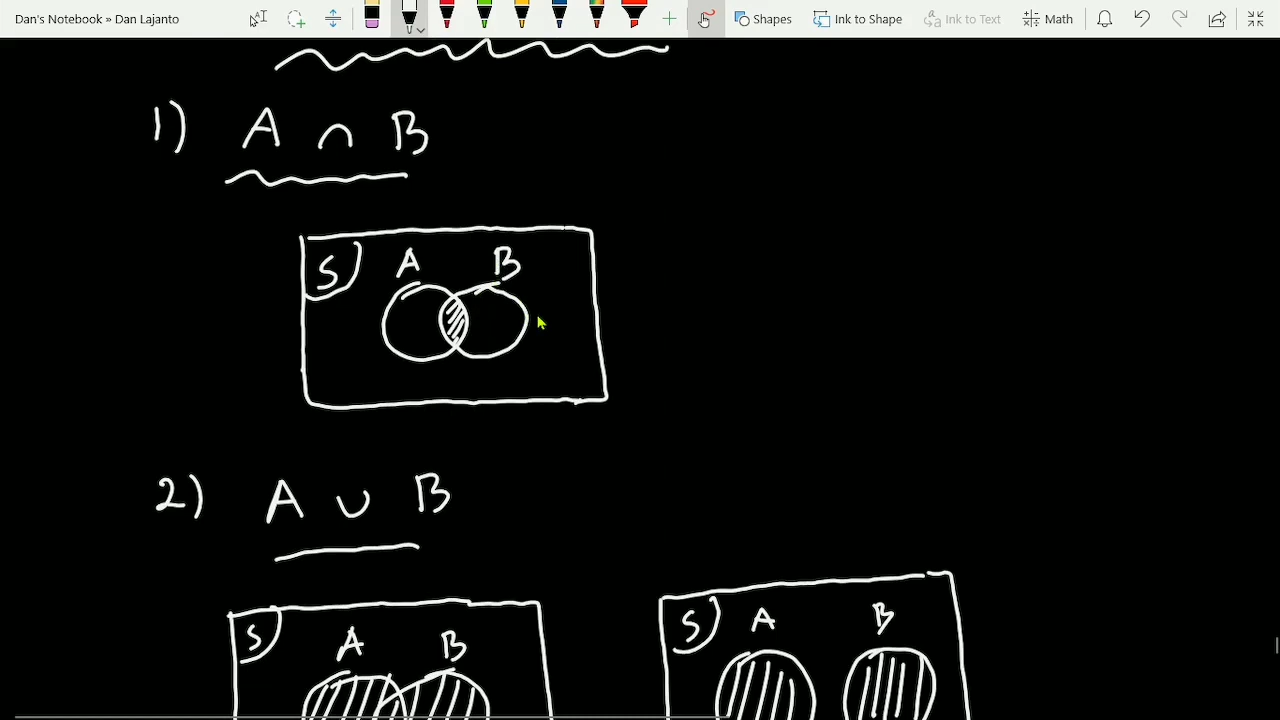 Dan's Notebook » Dan Lajanto
Shapes Ink to Shape Ink to Text Math
1) A ∩ B
S A B
2) A ∪ B
S A B
S A B